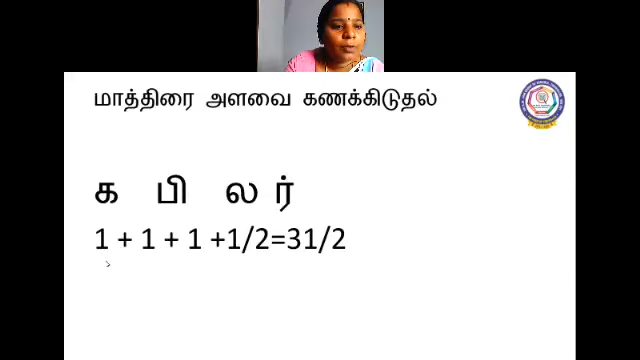 மாத்திரை அளவை கணக்கிடுதல்
க பி ல ர்
1 + 1 + 1 +1/2=31/2